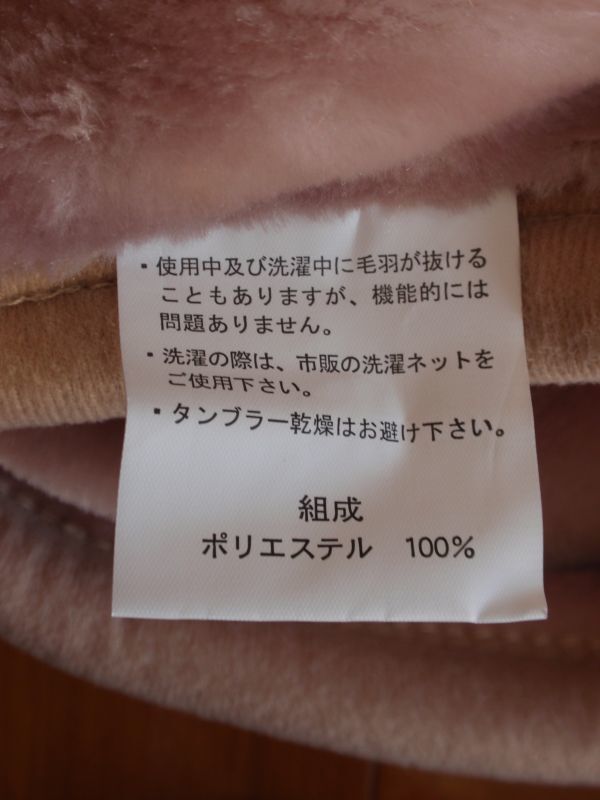 ・使用中及び洗濯中に毛羽が抜ける
こともありますが、機能的には
問題ありません。
・洗濯の際は、市販の洗濯ネットを
ご使用下さい。
・タンブラー乾燥はお避け下さい。
組成
ポリエステル 100%